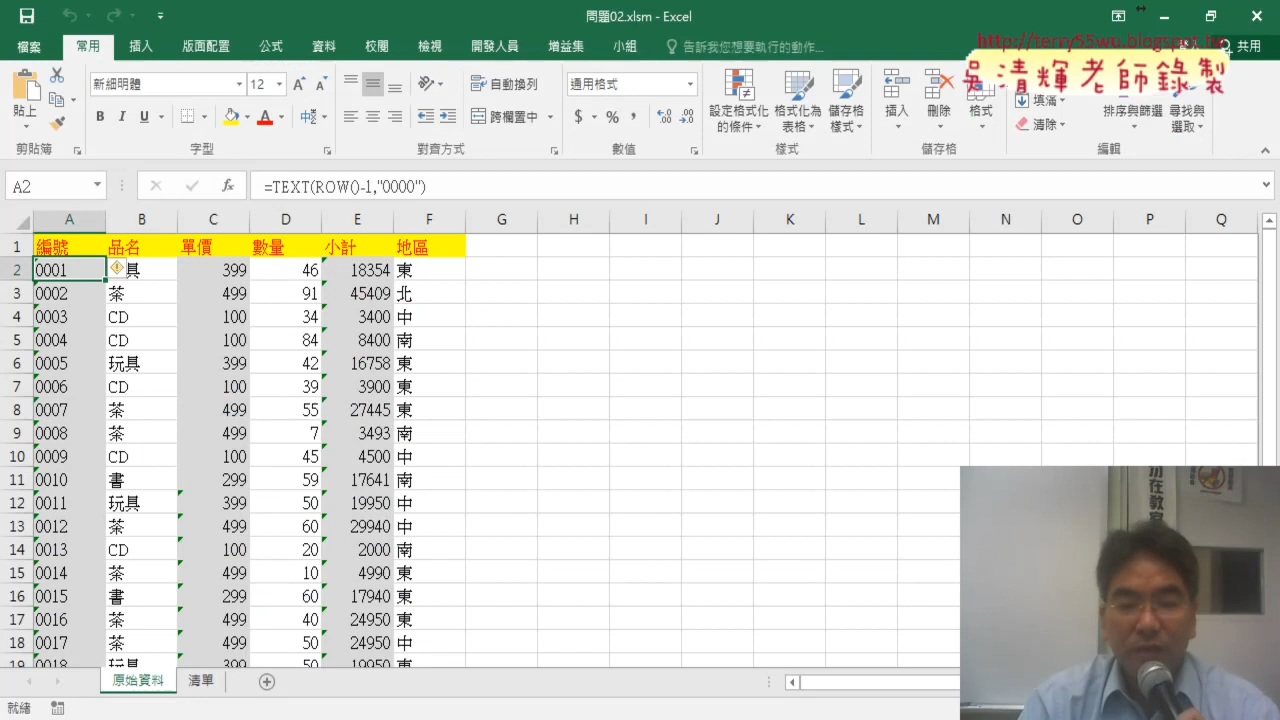 問題02.xlsm - Excel
檔案 常用 插入 版面配置 公式 資料 校閱 檢視 開發人員 增益集 小組 告訴我您想要執行的動作... 共用
http://terry55wu.blogspot.tw
吳清輝老師錄製
貼上 新細明體 12 自動換列 通用格式 設定格式化的條件 格式化為表格 儲存格樣式 插入 刪除 格式 填滿 排序與篩選 尋找與選取
B I U 跨欄置中 $ % , 清除
剪貼簿 字型 對齊方式 數值 樣式 儲存格 編輯
A2 fx =TEXT(ROW()-1,"0000")
A B C D E F G H I J K L M N O P Q
1 編號 品名 單價 數量 小計 地區
2 0001 具 399 46 18354 東
3 0002 茶 499 91 45409 北
4 0003 CD 100 34 3400 中
5 0004 CD 100 84 8400 南
6 0005 玩具 399 42 16758 東
7 0006 CD 100 39 3900 東
8 0007 茶 499 55 27445 東
9 0008 茶 499 7 3493 南
10 0009 CD 100 45 4500 中
11 0010 書 299 59 17641 南
12 0011 玩具 399 50 19950 中
13 0012 茶 499 60 29940 中
14 0013 CD 100 20 2000 南
15 0014 茶 499 10 4990 東
16 0015 書 299 60 17940 東
17 0016 茶 499 40 24950 東
18 0017 茶 499 50 24950 中
19 0018 玩具 399 50 19950 東
原始資料 清單
就緒